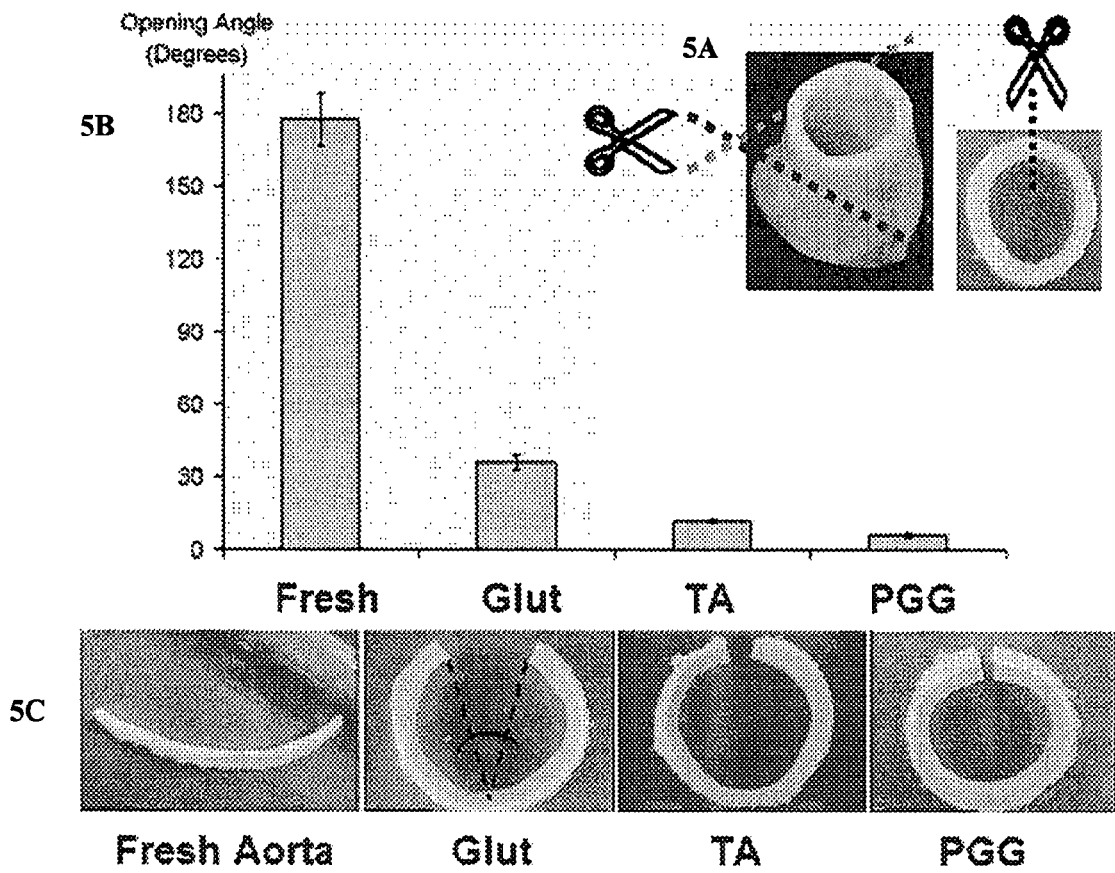 Opening Angle
(Degrees)
5A
5B
180
150
120
90
60
30
0
Fresh
Glut
TA
PGG
5C
Fresh Aorta
Glut
TA
PGG